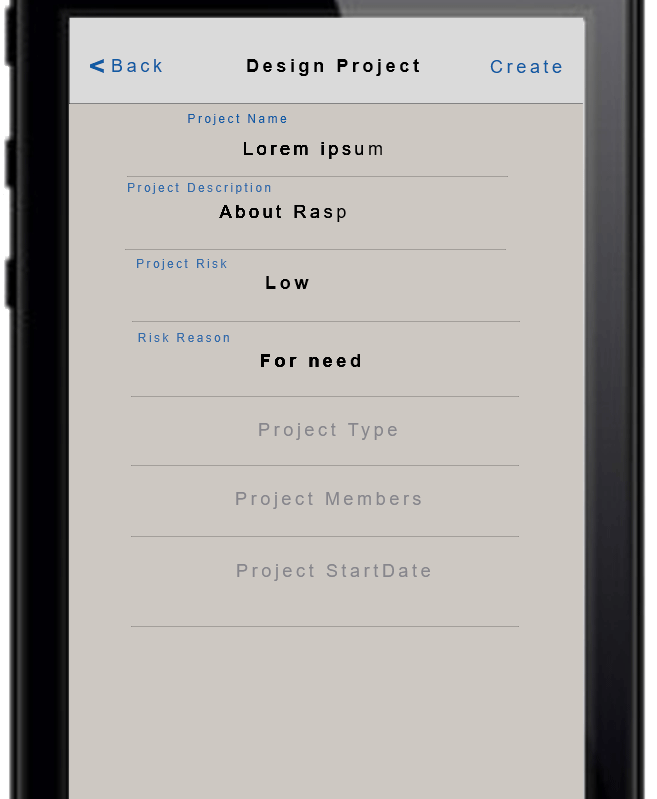 < Back Design Project Create
Project Name
Lorem ipsum
Project Description
About Rasp
Project Risk
Low
Risk Reason
For need
Project Type
Project Members
Project StartDate